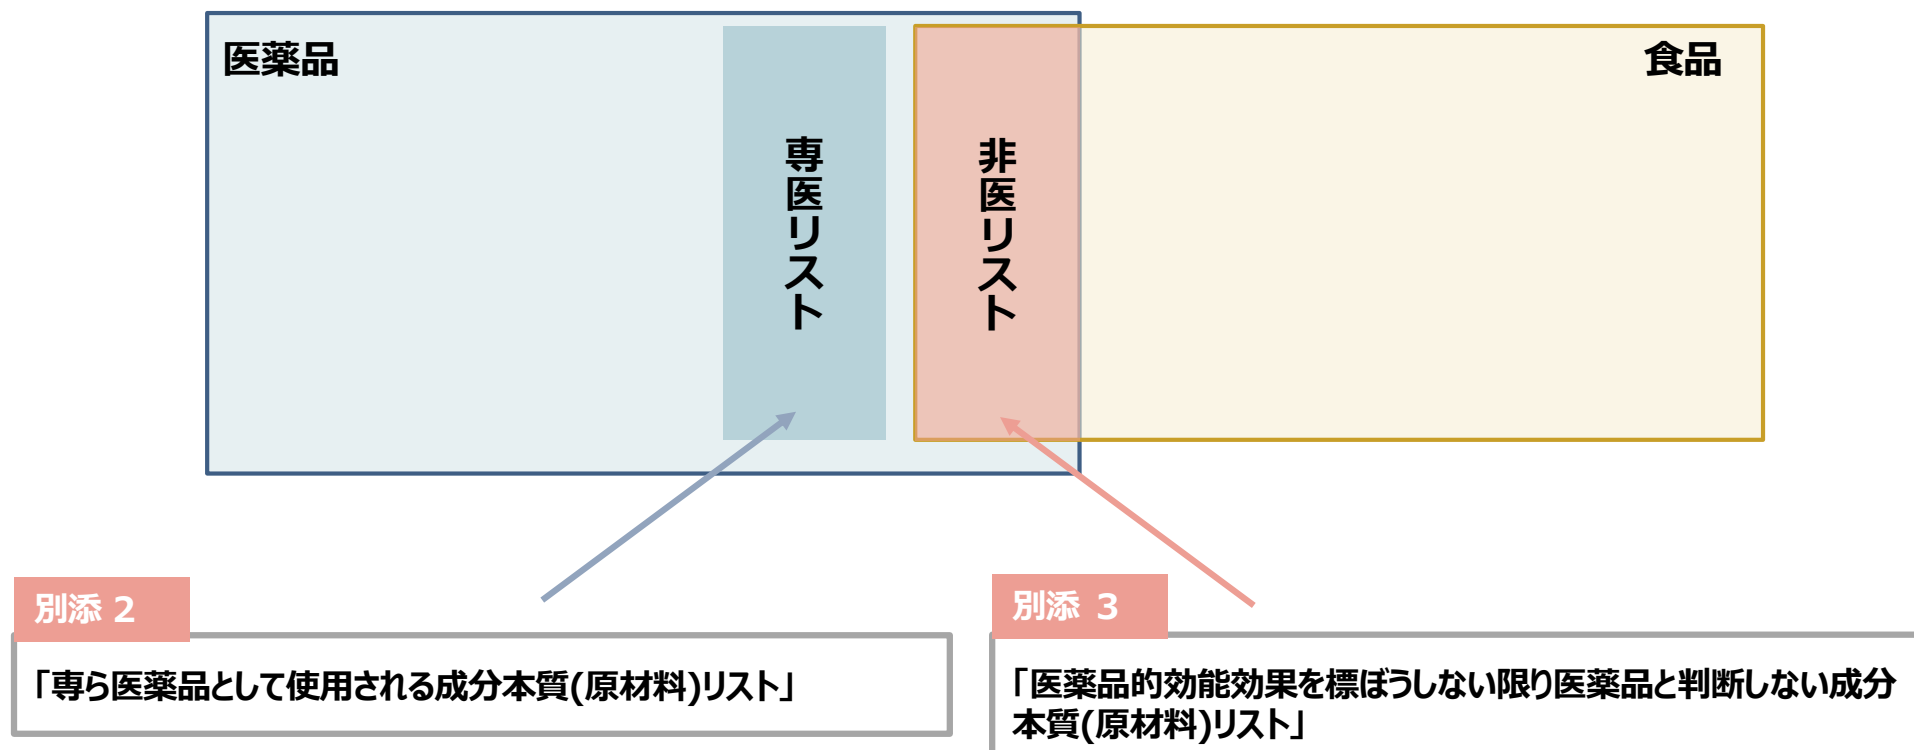 医薬品
食品
専医リスト
非医リスト
別添 2
「専ら医薬品として使用される成分本質(原材料)リスト」
別添 3
「医薬品的効能効果を標ぼうしない限り医薬品と判断しない成分
本質(原材料)リスト」